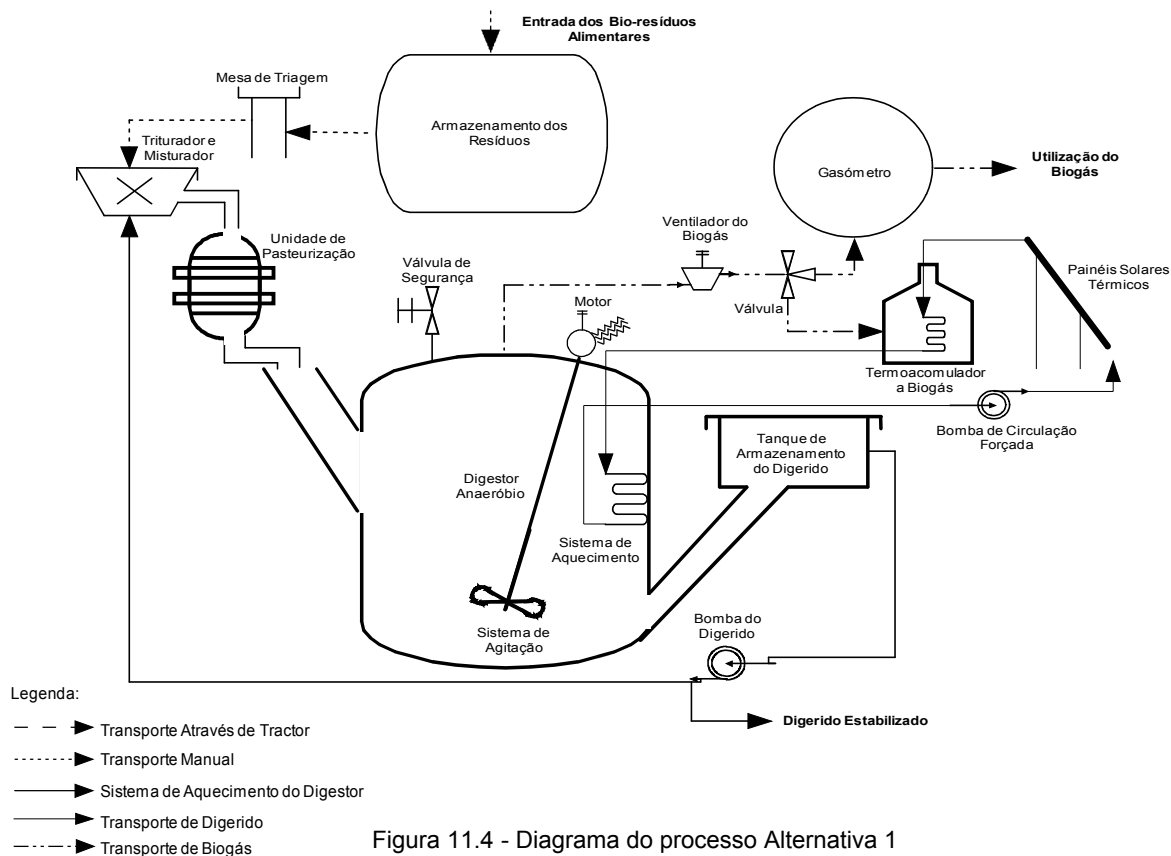 Entrada dos Bio-resíduos
Alimentares
Mesa de Triagem
Armazenamento dos
Resíduos
Triturador e
Misturador
Gasómetro
Utilização do
Biogás
Unidade de
Pasteurização
Válvula de
Segurança
Ventilador do
Biogás
Motor
Válvula
Painéis Solares
Térmicos
Termoacomulador
a Biogás
Bomba de Circulação
Forçada
Tanque de
Armazenamento
do Digerido
Digestor
Anaeróbio
Sistema de
Aquecimento
Sistema de
Agitação
Bomba do
Digerido
Digerido Estabilizado
Legenda:
Transporte Através de Tractor
Transporte Manual
Sistema de Aquecimento do Digestor
Transporte de Digerido
Transporte de Biogás
Figura 11.4 - Diagrama do processo Alternativa 1